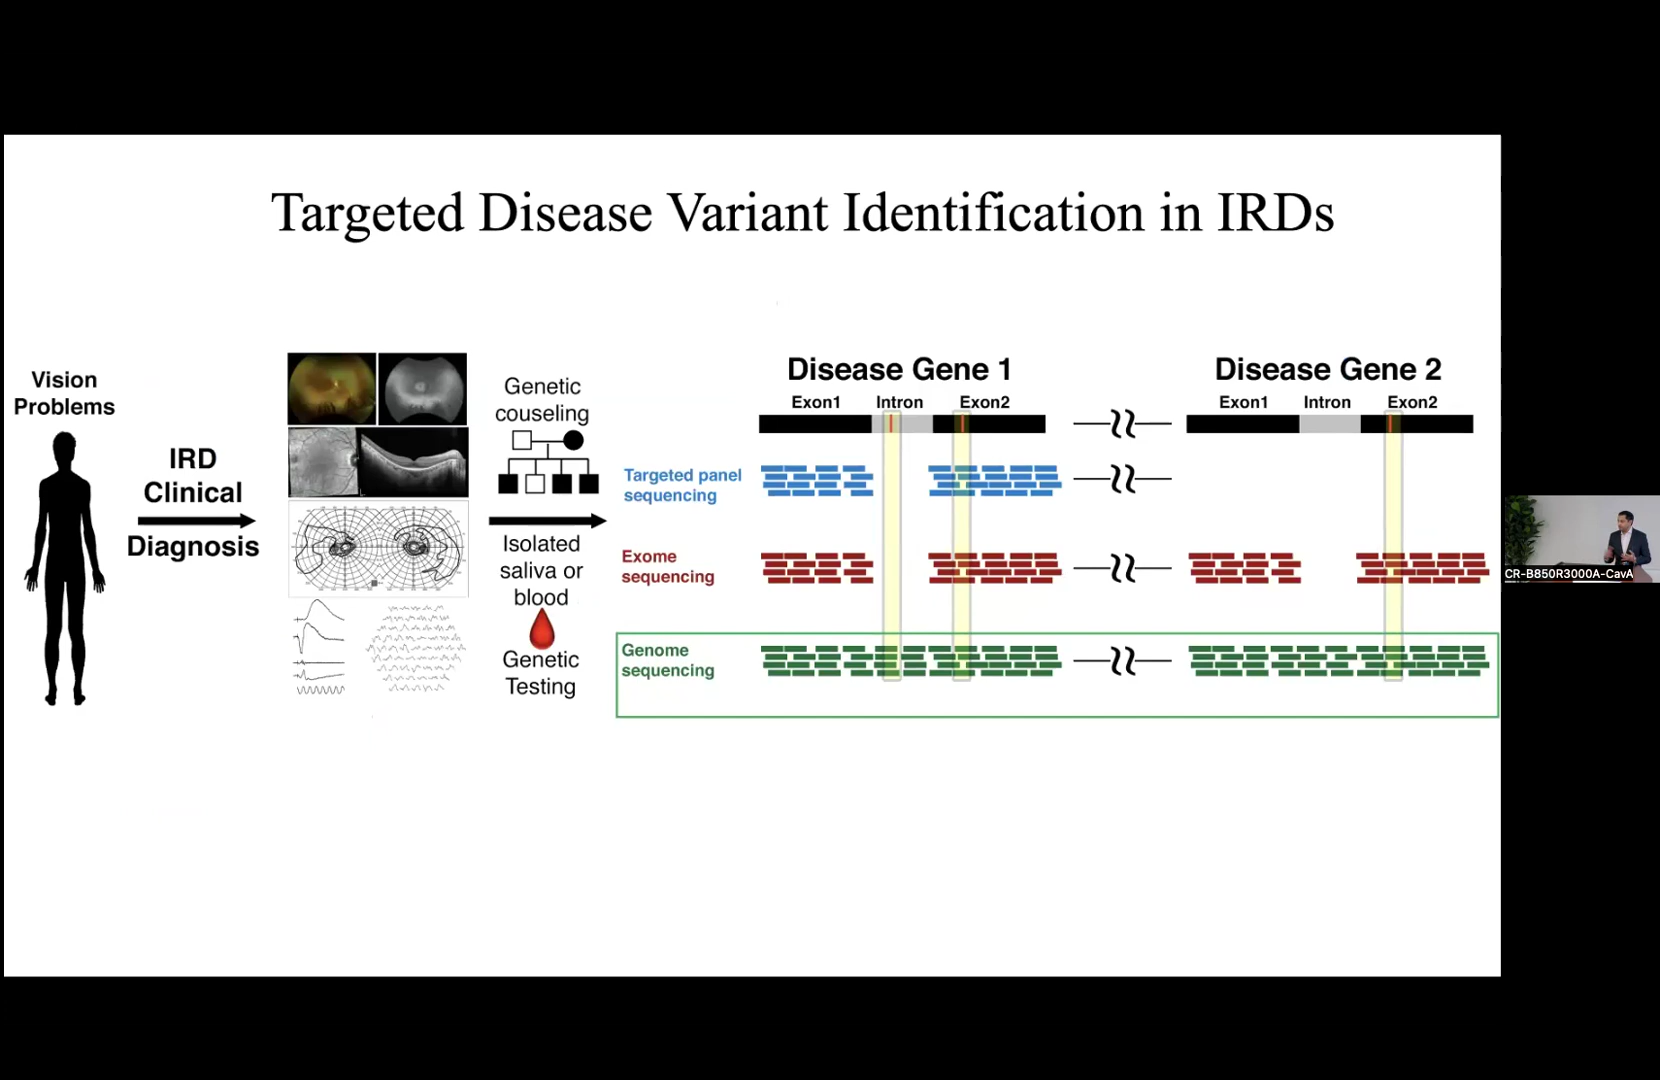 Targeted Disease Variant Identification in IRDs
Vision
Problems
IRD
Clinical
Diagnosis
Genetic
couseling
Isolated
saliva or
blood
Genetic
Testing
Disease Gene 1
Exon1
Intron
Exon2
Disease Gene 2
Exon1
Intron
Exon2
Targeted panel
sequencing
Exome
sequencing
Genome
sequencing
CR-B850R3000A-CavA